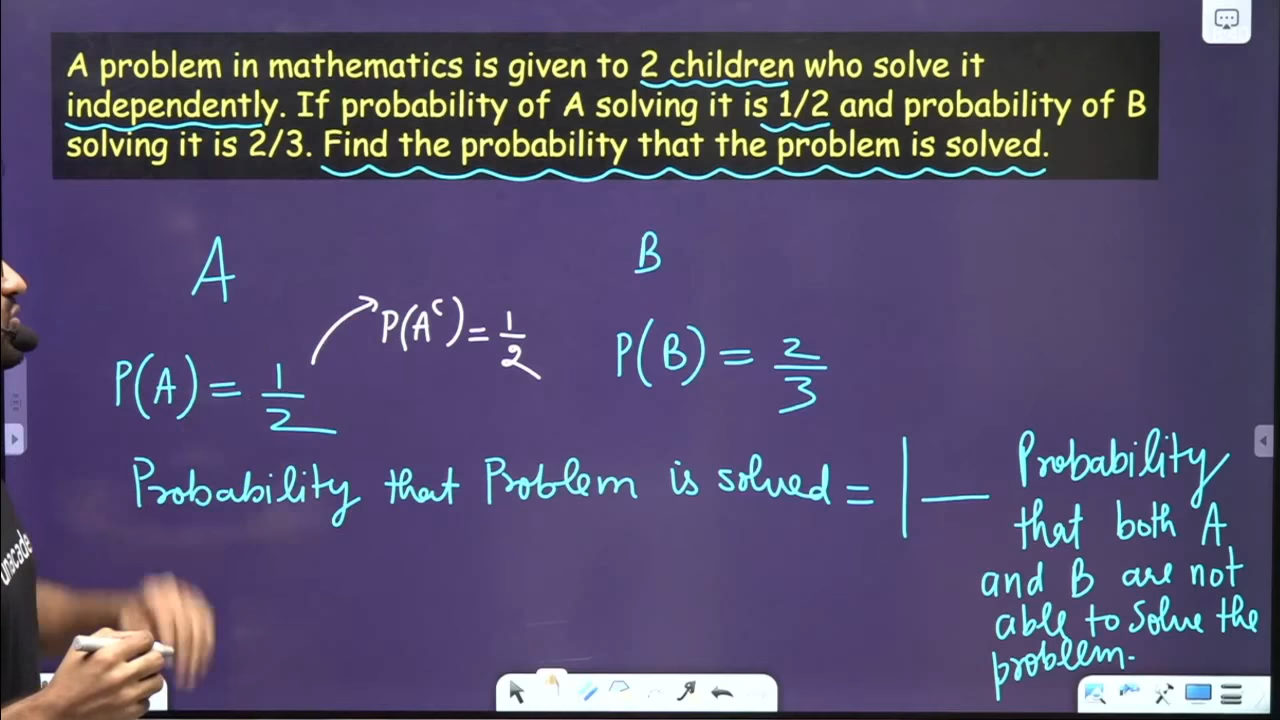 A problem in mathematics is given to 2 children who solve it
independently. If probability of A solving it is 1/2 and probability of B
solving it is 2/3. Find the probability that the problem is solved.
A
B
P(Aᶜ) = 1/2
P(A) = 1/2
P(B) = 2/3
Probability that Problem is solved = 1 — Probability
that both A
and B are not
able to solve the
problem.
unacade